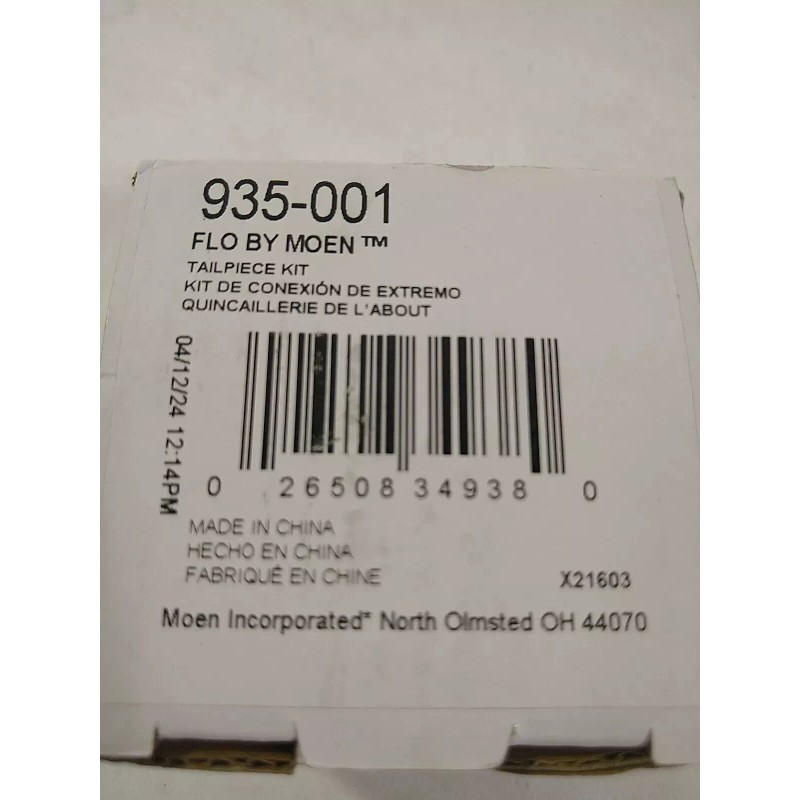 935-001
FLO BY MOEN™
TAILPIECE KIT
KIT DE CONEXIÓN DE EXTREMO
QUINCAILLERIE DE L'ABOUT
04/12/24 12:14PM
0 26508 34938 0
MADE IN CHINA
HECHO EN CHINA
FABRIQUÉ EN CHINE
X21603
Moen Incorporated* North Olmsted OH 44070